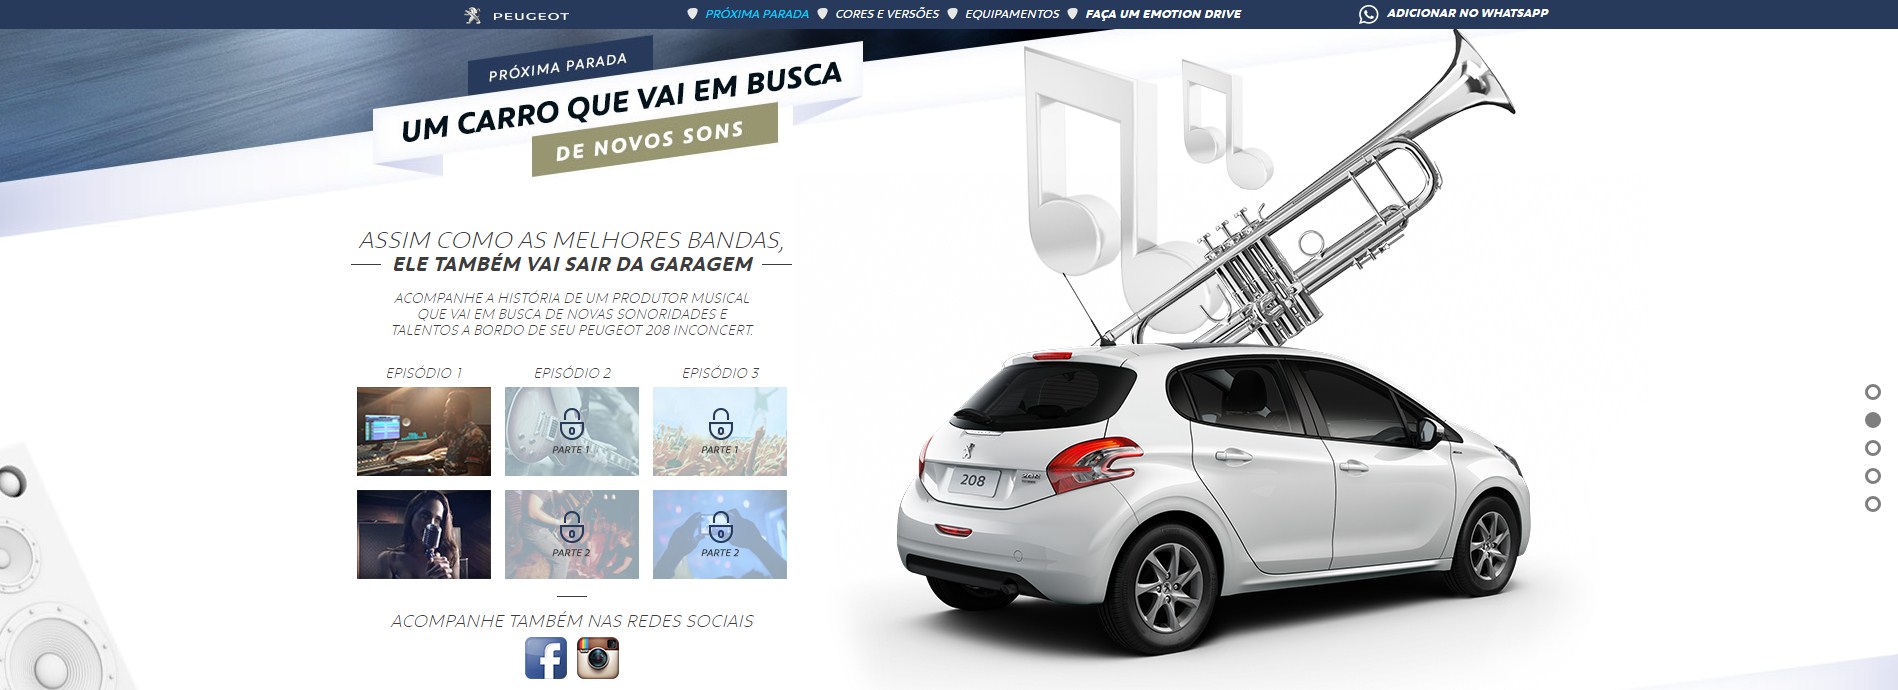 PEUGEOT
PRÓXIMA PARADA
CORES E VERSÕES
EQUIPAMENTOS
FAÇA UM EMOTION DRIVE
ADICIONAR NO WHATSAPP
PRÓXIMA PARADA
UM CARRO QUE VAI EM BUSCA
DE NOVOS SONS
ASSIM COMO AS MELHORES BANDAS,
ELE TAMBÉM VAI SAIR DA GARAGEM
ACOMPANHE A HISTÓRIA DE UM PRODUTOR MUSICAL
QUE VAI EM BUSCA DE NOVAS SONORIDADES E
TALENTOS A BORDO DE SEU PEUGEOT 208 INCONCERT.
EPISÓDIO 1
EPISÓDIO 2
EPISÓDIO 3
PARTE 1
PARTE 1
PARTE 2
PARTE 2
ACOMPANHE TAMBÉM NAS REDES SOCIAIS
208